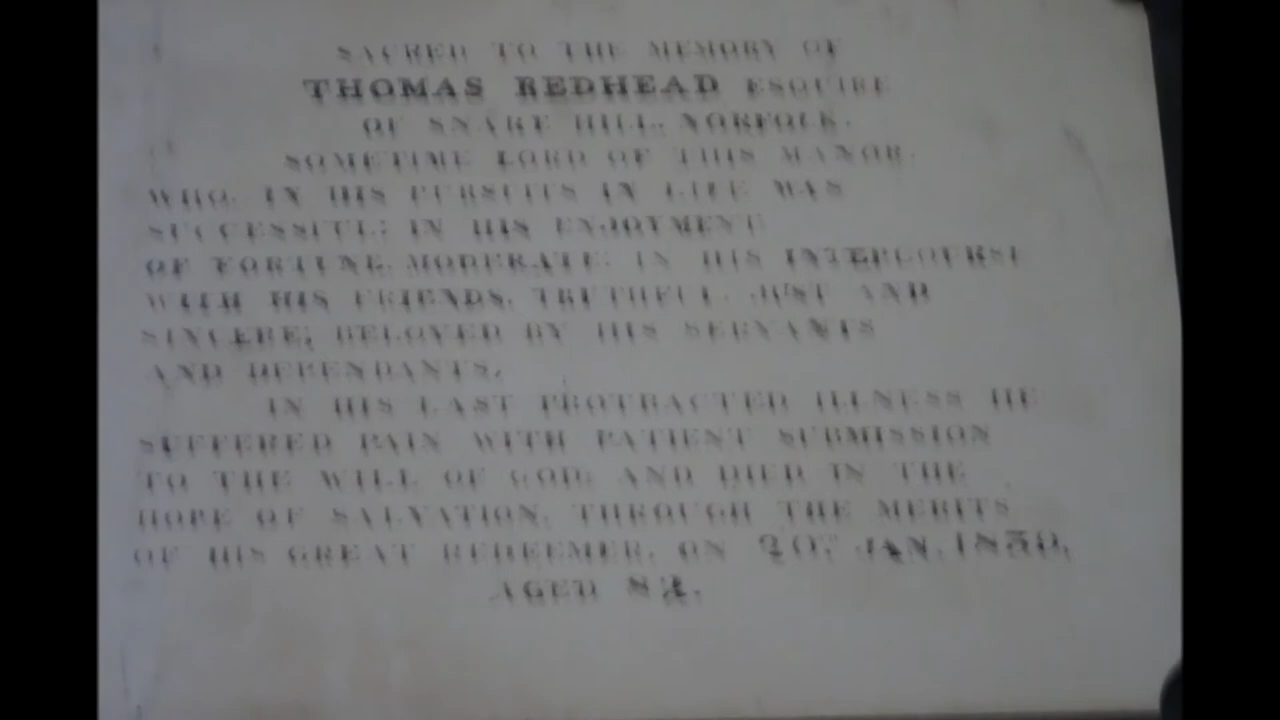 SACRED TO THE MEMORY OF
THOMAS REDHEAD ESQUIRE
OF SNARE HILL, NORFOLK.
SOMETIME LORD OF THIS MANOR.
WHO, IN HIS PURSUITS IN LIFE WAS
SUCCESSFUL; IN HIS ENJOYMENT
OF FORTUNE, MODERATE; IN HIS INTERCOURSE
WITH HIS FRIENDS, TRUTHFUL, JUST AND
SINCERE; BELOVED BY HIS SERVANTS
AND DEPENDANTS,
IN HIS LAST PROTRACTED ILLNESS HE
SUFFERED PAIN WITH PATIENT SUBMISSION
TO THE WILL OF GOD; AND DIED IN THE
HOPE OF SALVATION, THROUGH THE MERITS
OF HIS GREAT REDEEMER, ON JAN.
AGED